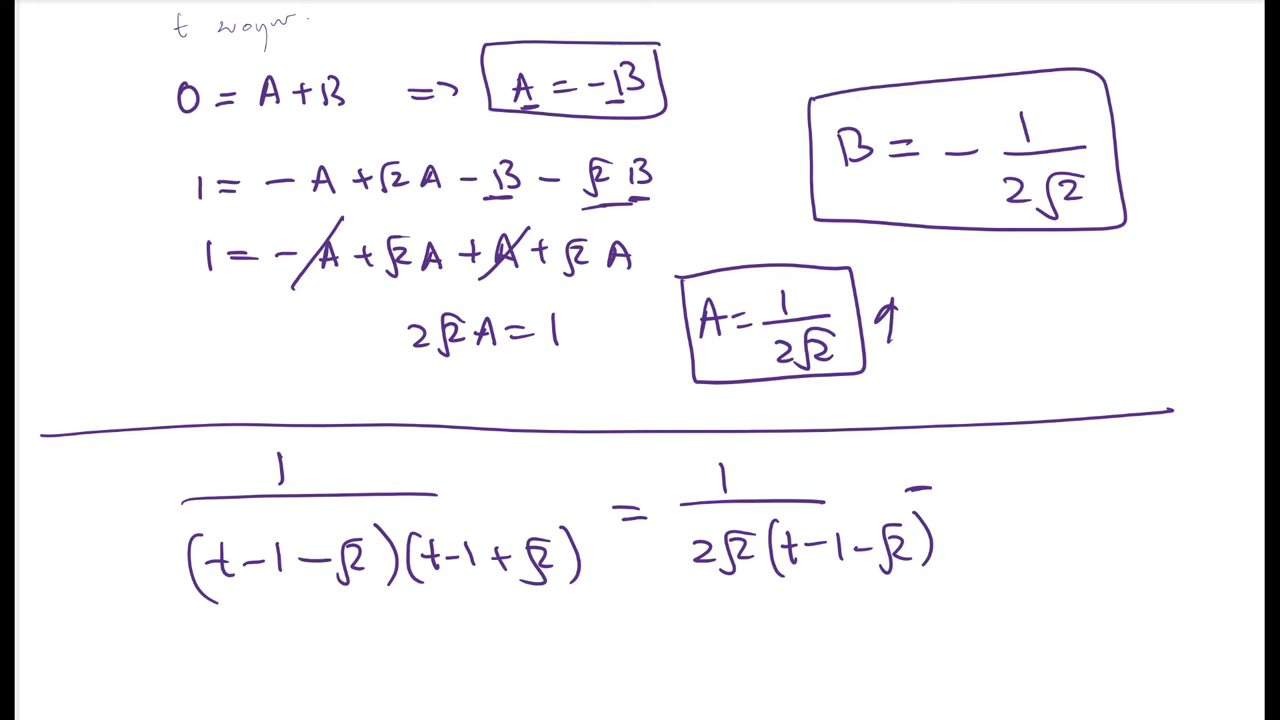 t
0 = A + B => A = -B
B = - 1/(2√2)
1 = - A + √2 A - B - √2 B
1 = - A + √2 A + A + √2 A
2√2 A = 1
A = 1/(2√2)
1/((t-1-√2)(t-1+√2)) = 1/(2√2(t-1-√2)) -